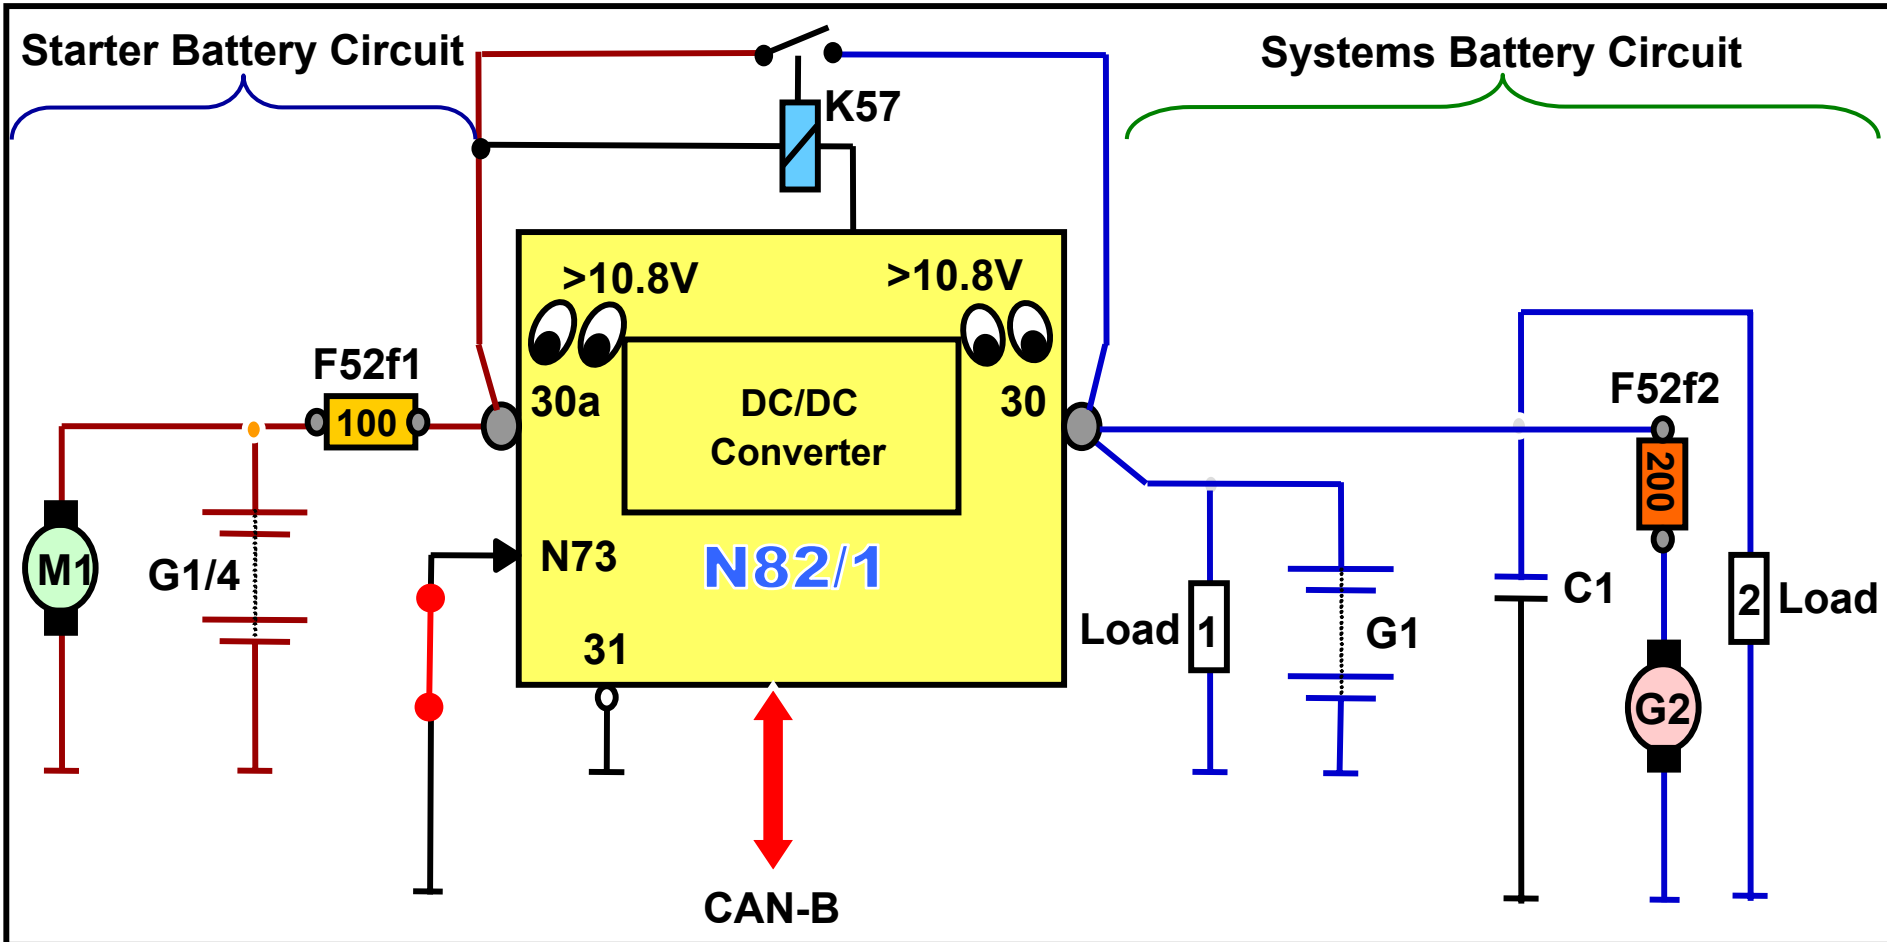 Starter Battery Circuit
Systems Battery Circuit
K57
>10.8V
>10.8V
F52f1
100
30a
30
DC/DC
Converter
F52f2
200
M1
G1/4
N73
N82/1
31
Load
1
G1
C1
G2
2
Load
CAN-B